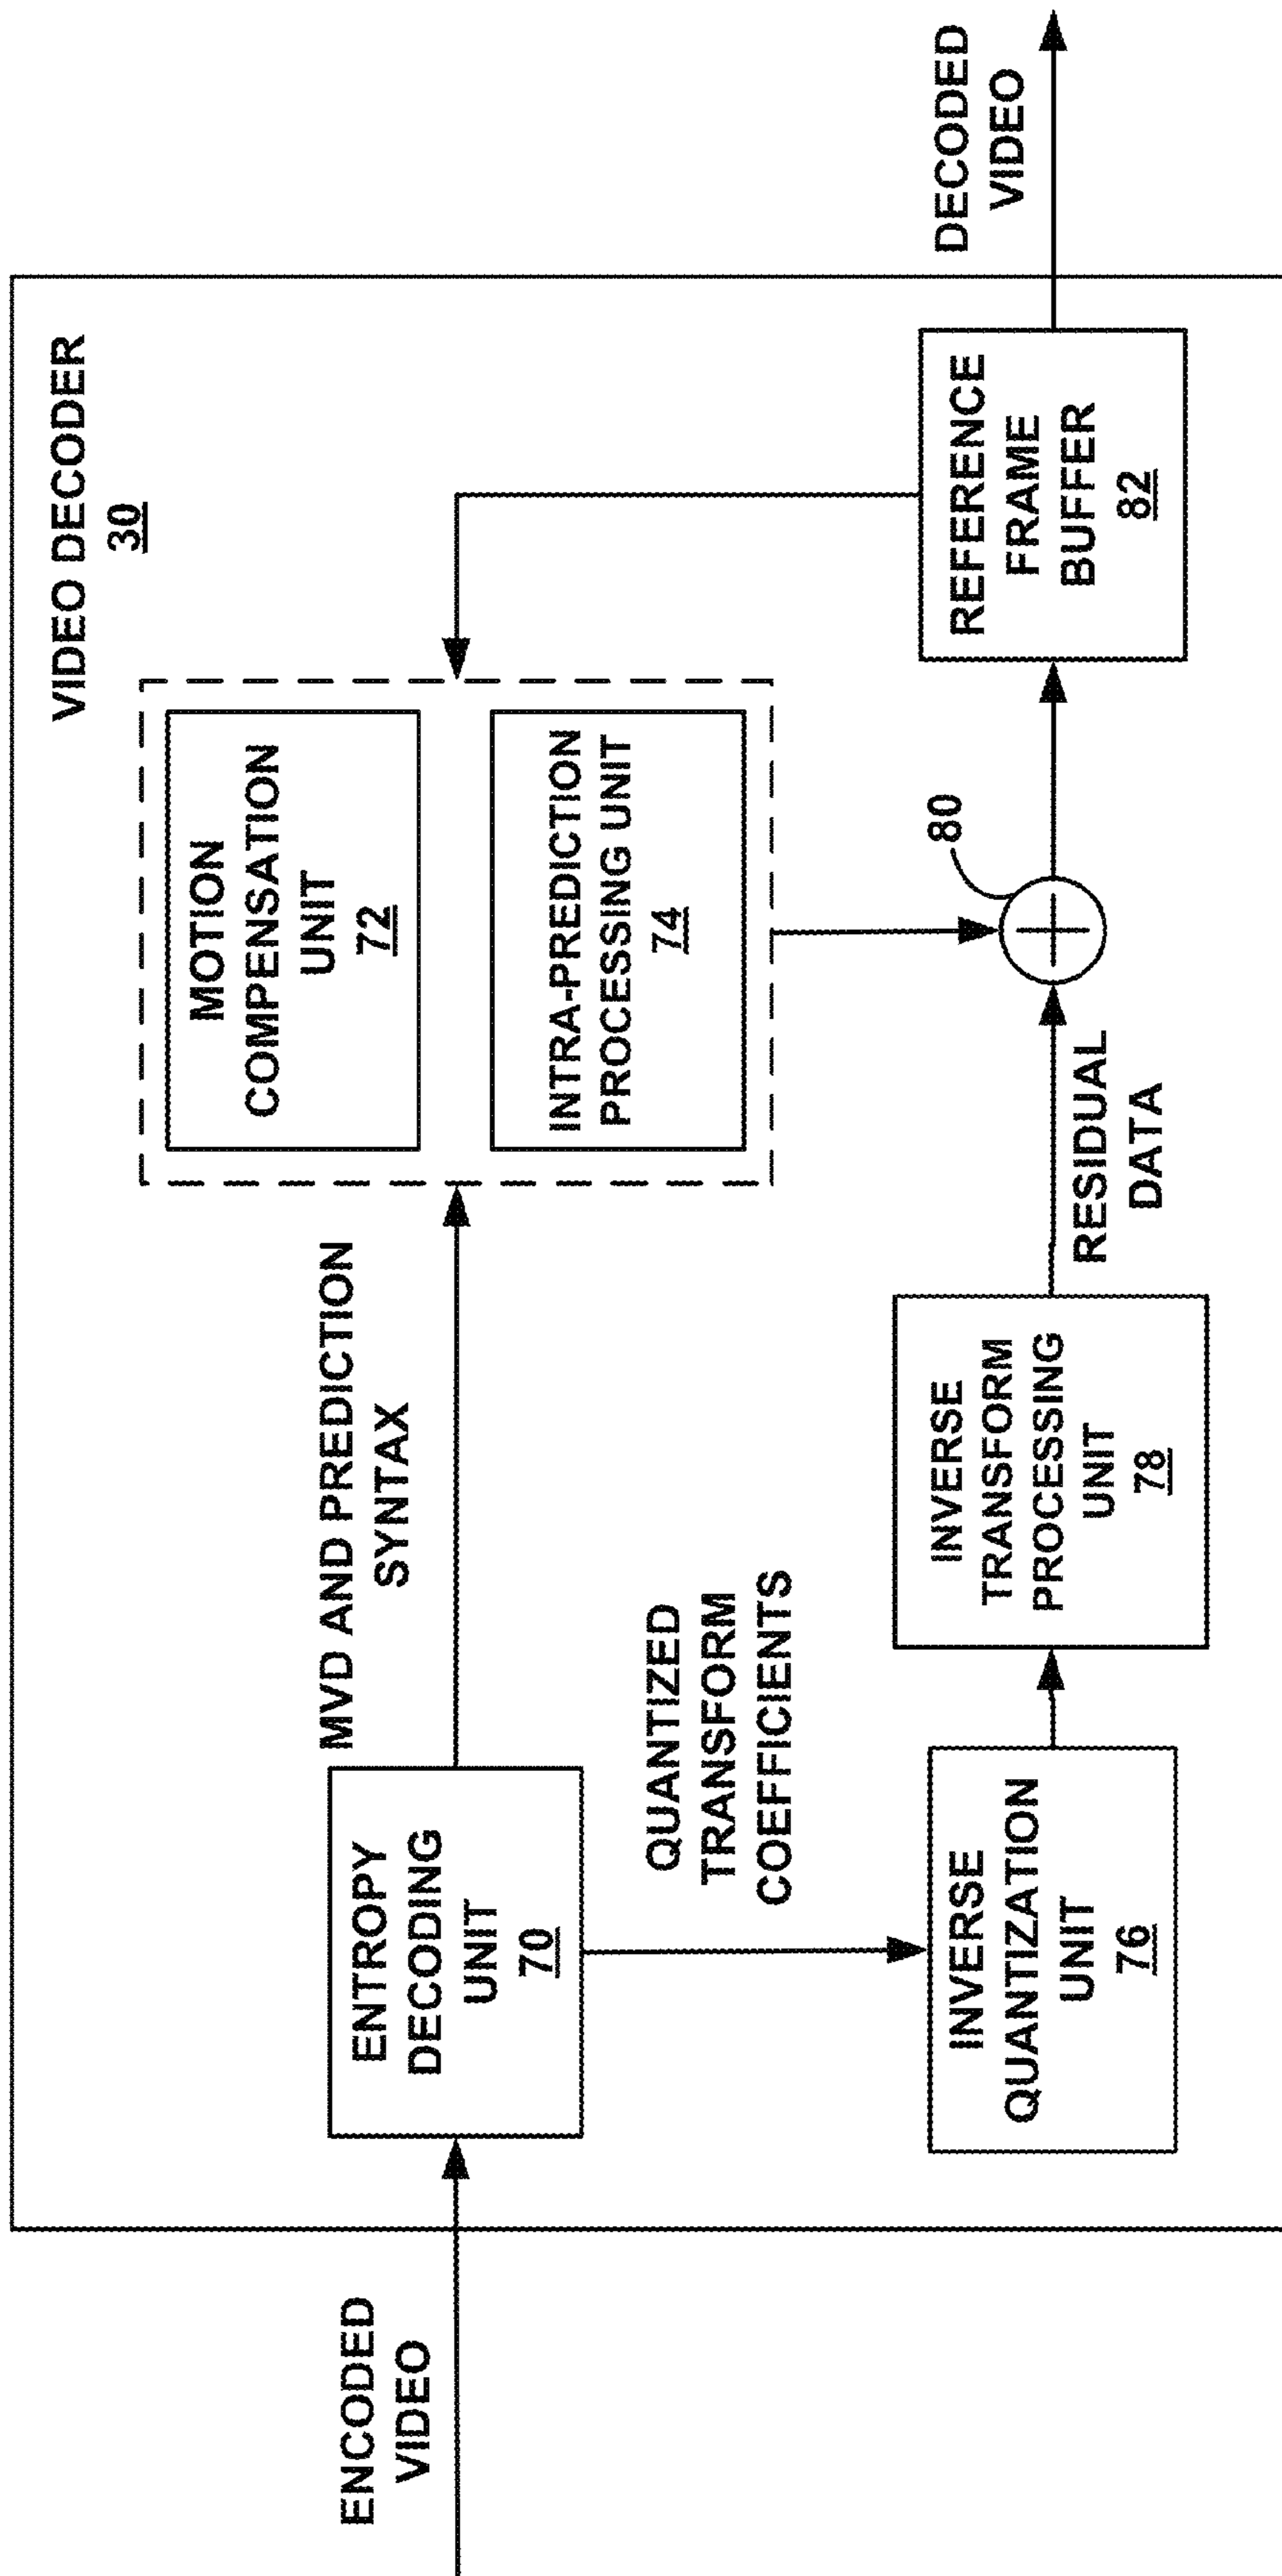 VIDEO DECODER
30
ENCODED
VIDEO
ENTROPY
DECODING
UNIT
70
MVD AND PREDICTION
SYNTAX
MOTION
COMPENSATION
UNIT
72
INTRA-PREDICTION
PROCESSING UNIT
74
QUANTIZED
TRANSFORM
COEFFICIENTS
INVERSE
QUANTIZATION
UNIT
76
INVERSE
TRANSFORM
PROCESSING
UNIT
78
RESIDUAL
DATA
80
REFERENCE
FRAME
BUFFER
82
DECODED
VIDEO